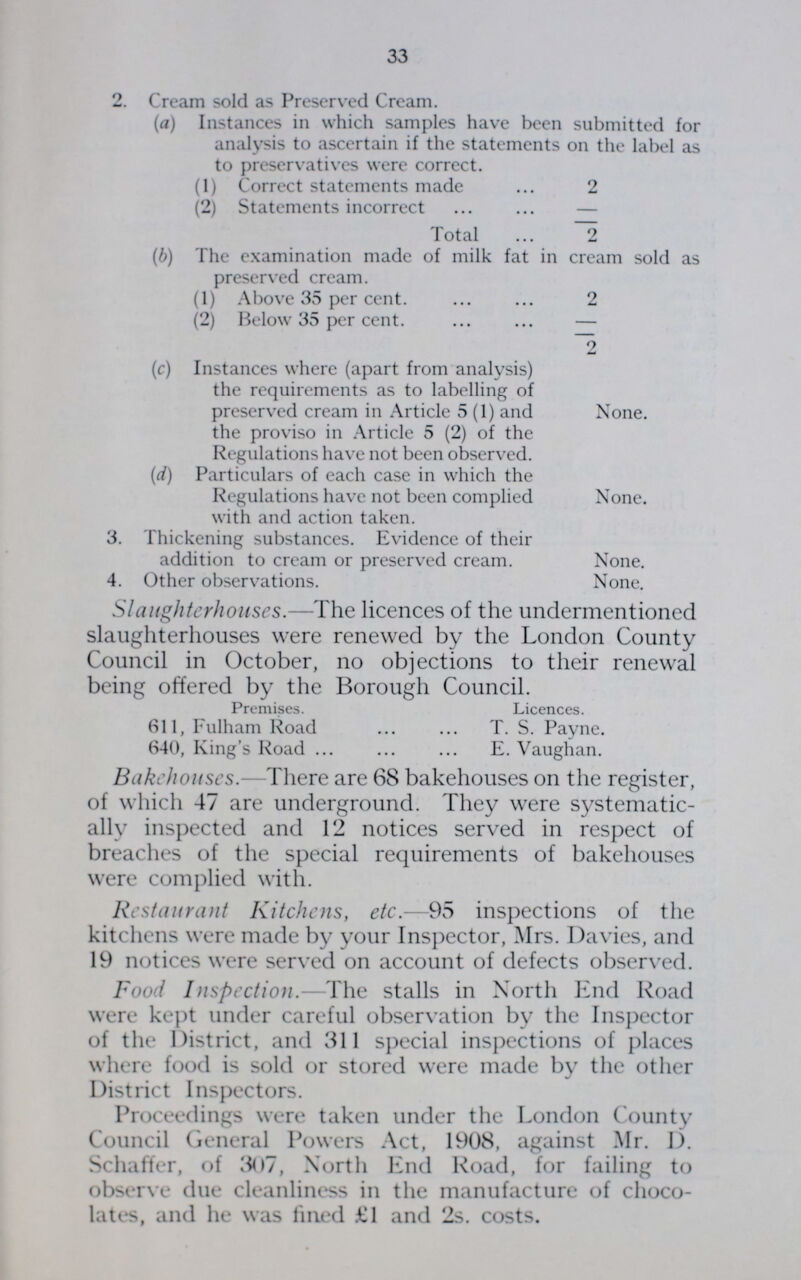 33
2. Cream sold as Preserved Cream.
(a) Instances in which samples have been submitted for
analysis to ascertain if the statements on the label as
to preservatives were correct.
(1) Correct statements made ... 2
(2) Statements incorrect ... ... —
Total ... 2
(b) The examination made of milk fat in cream sold as
preserved cream.
(1) Above 35 per cent. ... ... 2
(2) Below 35 per cent. ... ... —
2
(c) Instances where (apart from analysis)
the requirements as to labelling of
preserved cream in Article 5 (1) and None.
the proviso in Article 5 (2) of the
Regulations have not been observed.
(d) Particulars of each case in which the
Regulations have not been complied None.
with and action taken.
3. Thickening substances. Evidence of their
addition to cream or preserved cream. None.
4. Other observations. None.
Slaughterhouses.—The licences of the undermentioned
slaughterhouses were renewed by the London County
Council in October, no objections to their renewal
being offered by the Borough Council.
Premises. Licences.
611, Fulham Road ... ... T. S. Payne.
640, King's Road ... ... ... E. Vaughan.
Bakehouses.—There are 68 bakehouses on the register,
of which 47 are underground. They were systematic-
ally inspected and 12 notices served in respect of
breaches of the special requirements of bakehouses
were complied with.
Restaurant Kitchens, etc.—95 inspections of the
kitchens were made by your Inspector, Mrs. Davies, and
19 notices were served on account of defects observed.
Food Inspection.—The stalls in North End Road
were kept under careful observation by the Inspector
of the District, and 311 special inspections of places
where food is sold or stored were made by the other
District Inspectors.
Proceedings were taken under the London County
Council General Powers Act, 1908, against Mr. D.
Schaffer, of 307, North End Road, for failing to
observe due cleanliness in the manufacture of choco-
lates, and he was fined £1 and 2s. costs.